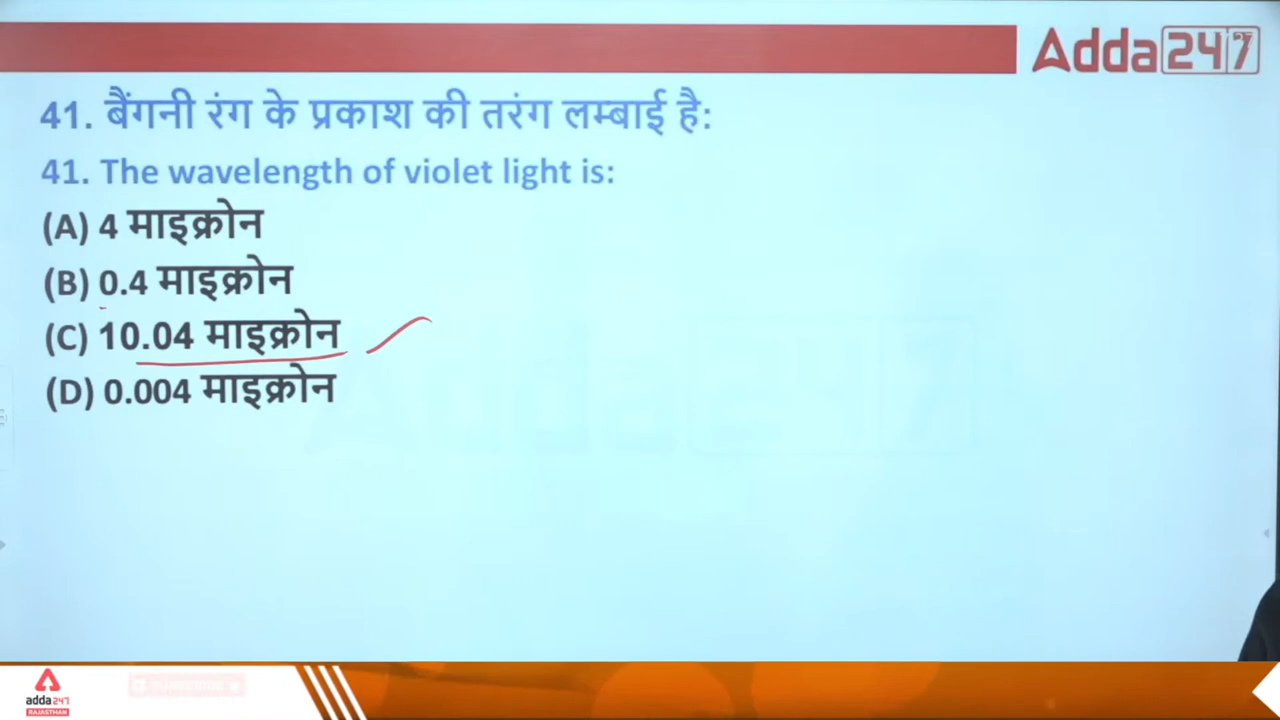 Adda247
41. बैंगनी रंग के प्रकाश की तरंग लम्बाई है:
41. The wavelength of violet light is:
(A) 4 माइक्रोन
(B) 0.4 माइक्रोन
(C) 10.04 माइक्रोन
(D) 0.004 माइक्रोन
adda247
RAJASTHAN